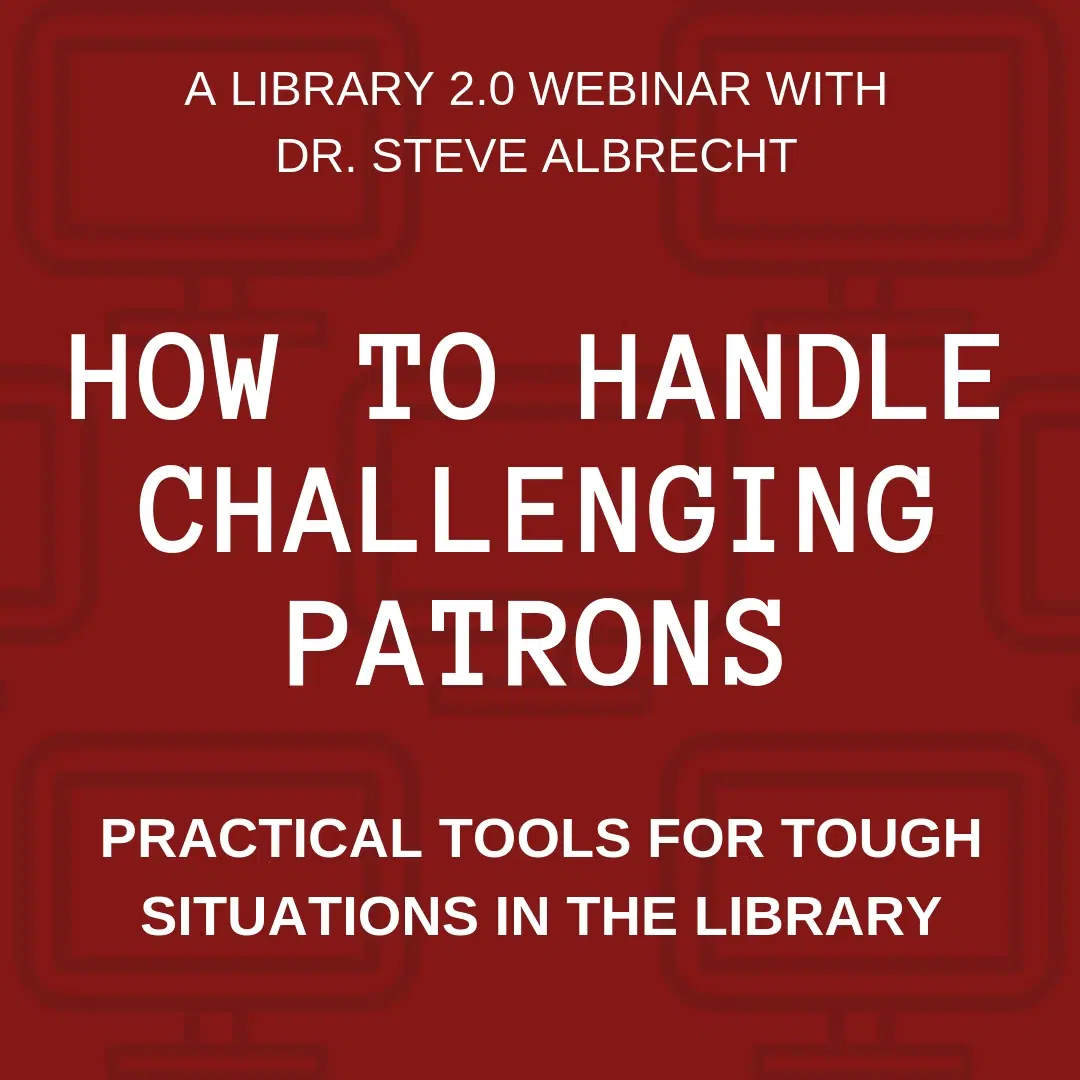 A LIBRARY 2.0 WEBINAR WITH
DR. STEVE ALBRECHT
HOW TO HANDLE
CHALLENGING
PATRONS
PRACTICAL TOOLS FOR TOUGH
SITUATIONS IN THE LIBRARY